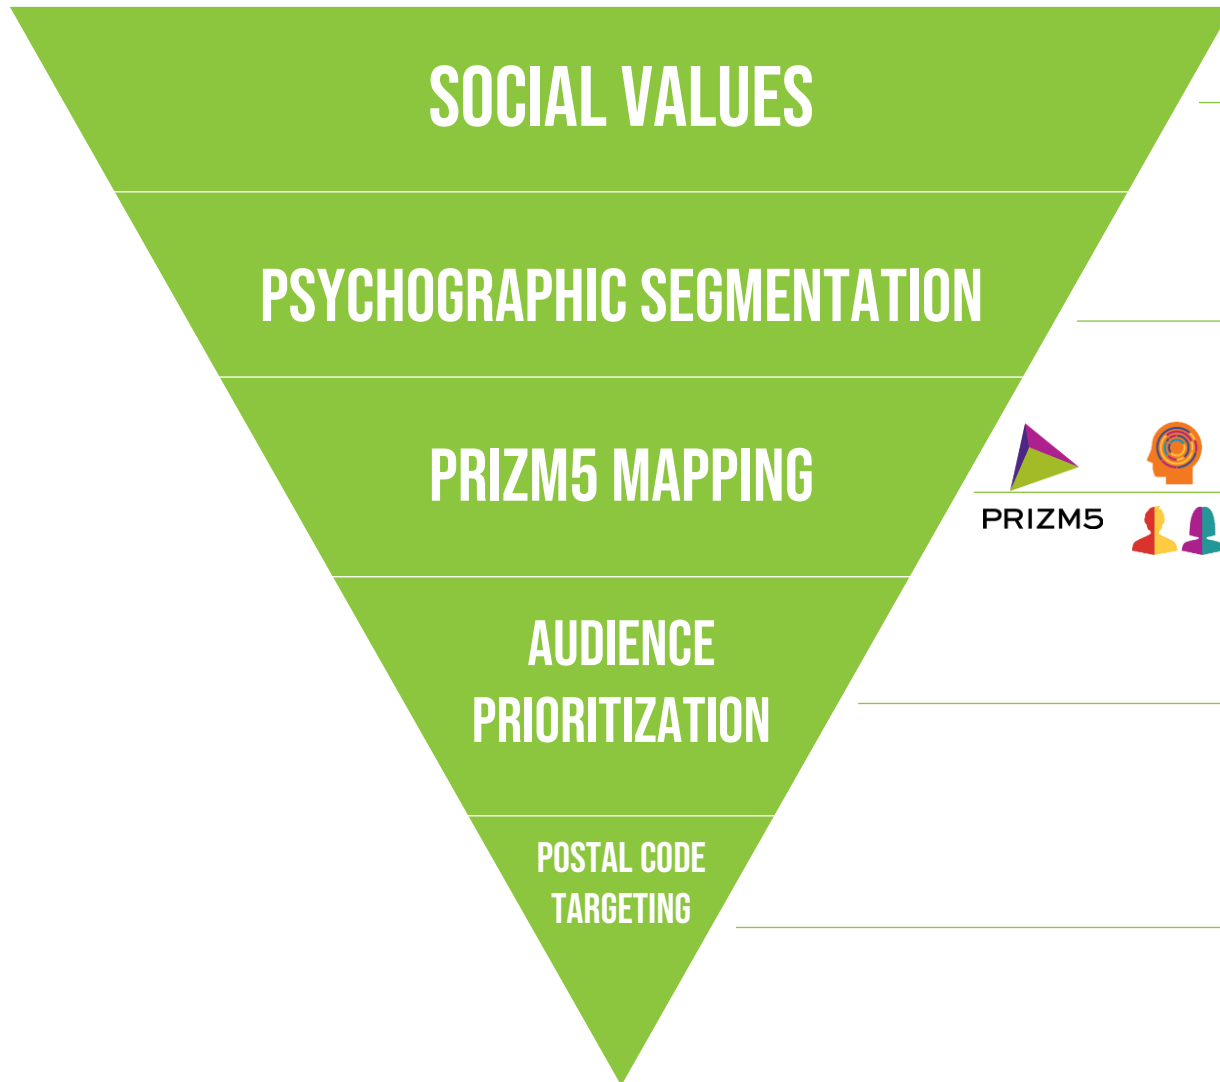 SOCIAL VALUES
PSYCHOGRAPHIC SEGMENTATION
PRIZM5 MAPPING
PRIZM5
AUDIENCE
PRIORITIZATION
POSTAL CODE
TARGETING